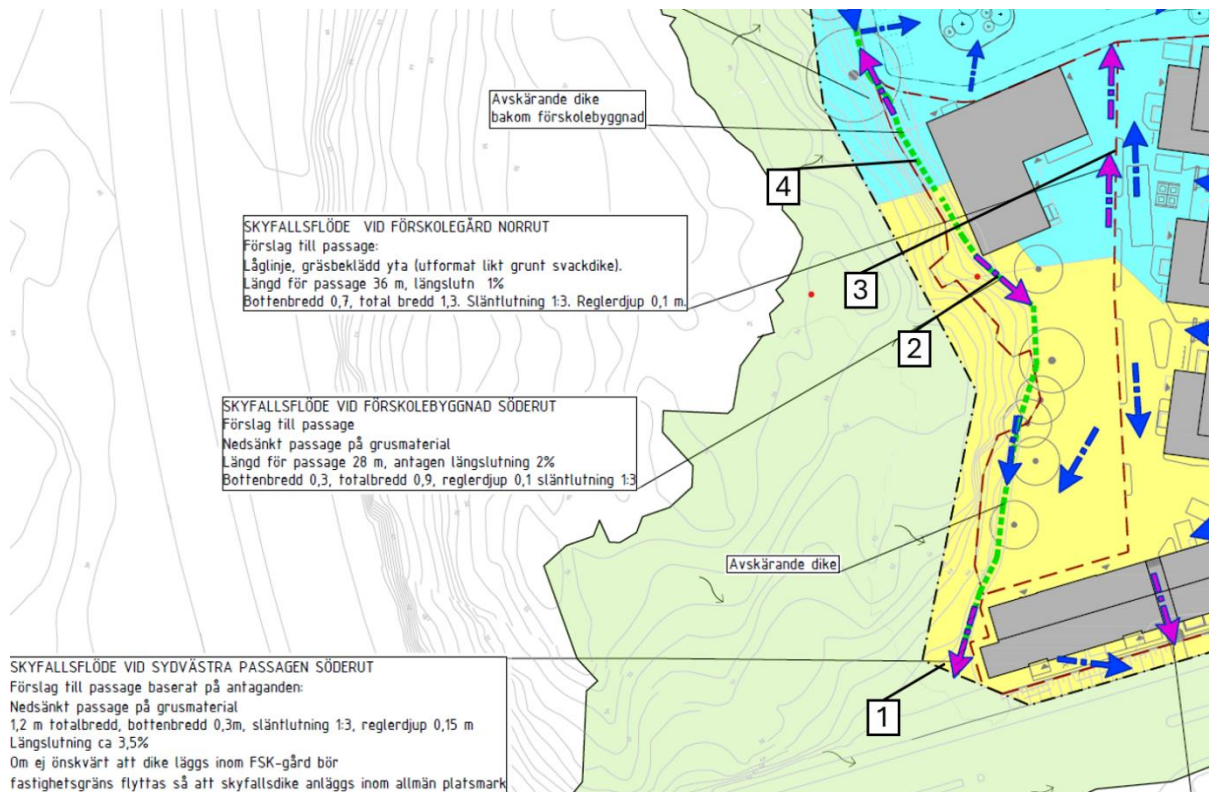 Avskärande dike
bakom förskolebyggnad
4
SKYFALLSFLÖDE VID FÖRSKOLEGÅRD NORRUT
Förslag till passage:
Låglinje, gräsbeklädd yta (utformat likt grunt svackdike).
Längd för passage 36 m, längslutn 1%
Bottenbredd 0,7, total bredd 1,3. Släntlutning 1:3. Reglerdjup 0,1 m.
3
2
SKYFALLSFLÖDE VID FÖRSKOLEBYGGNAD SÖDERUT
Förslag till passage
Nedsänkt passage på grusmaterial
Längd för passage 28 m, antagen längslutning 2%
Bottenbredd 0,3, totalbredd 0,9, reglerdjup 0,1 släntlutning 1:3
Avskärande dike
SKYFALLSFLÖDE VID SYDVÄSTRA PASSAGEN SÖDERUT
Förslag till passage baserat på antaganden:
Nedsänkt passage på grusmaterial
1,2 m totalbredd, bottenbredd 0,3m, släntlutning 1:3, reglerdjup 0,15 m
Längslutning ca 3,5%
Om ej önskvärt att dike läggs inom FSK-gård bör
fastighetsgräns flyttas så att skyfallsdike anläggs inom allmän platsmark
1